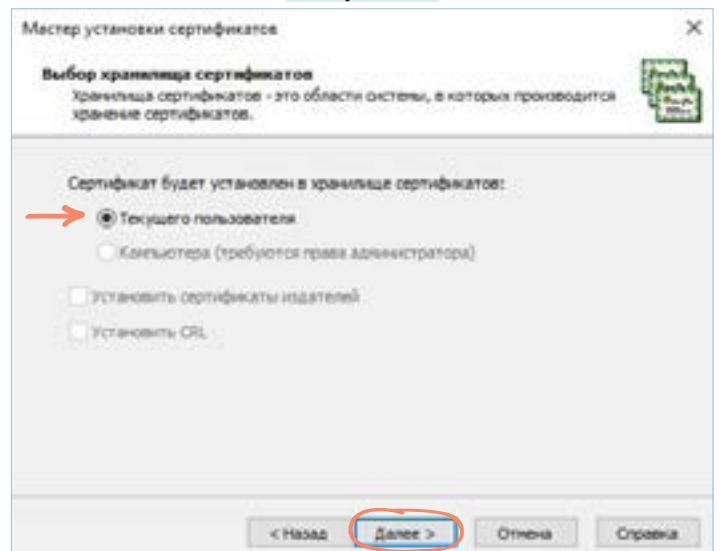 Мастер установки сертификатов
Выбор хранилища сертификатов
Хранилища сертификатов - это области системы, в которых производится
хранение сертификатов.
Сертификат будет установлен в хранилище сертификатов:
Текущего пользователя
Компьютера (требуются права администратора)
Установить сертификаты издателей
Установить CRL
< Назад
Далее >
Отмена
Справка